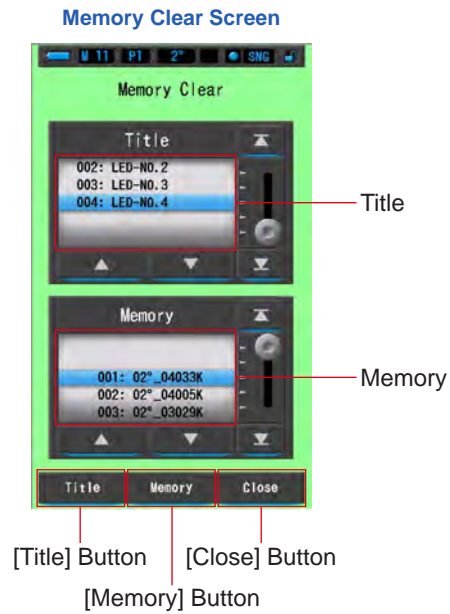 Memory Clear Screen
M 11 PT 2° SNG
Memory Clear
Title
002: LED-NO.2
003: LED-NO.3
004: LED-NO.4
Title
Memory
001: 02°_04033K
002: 02°_04005K
003: 02°_03029K
Memory
Title Memory Close
[Title] Button [Close] Button
[Memory] Button